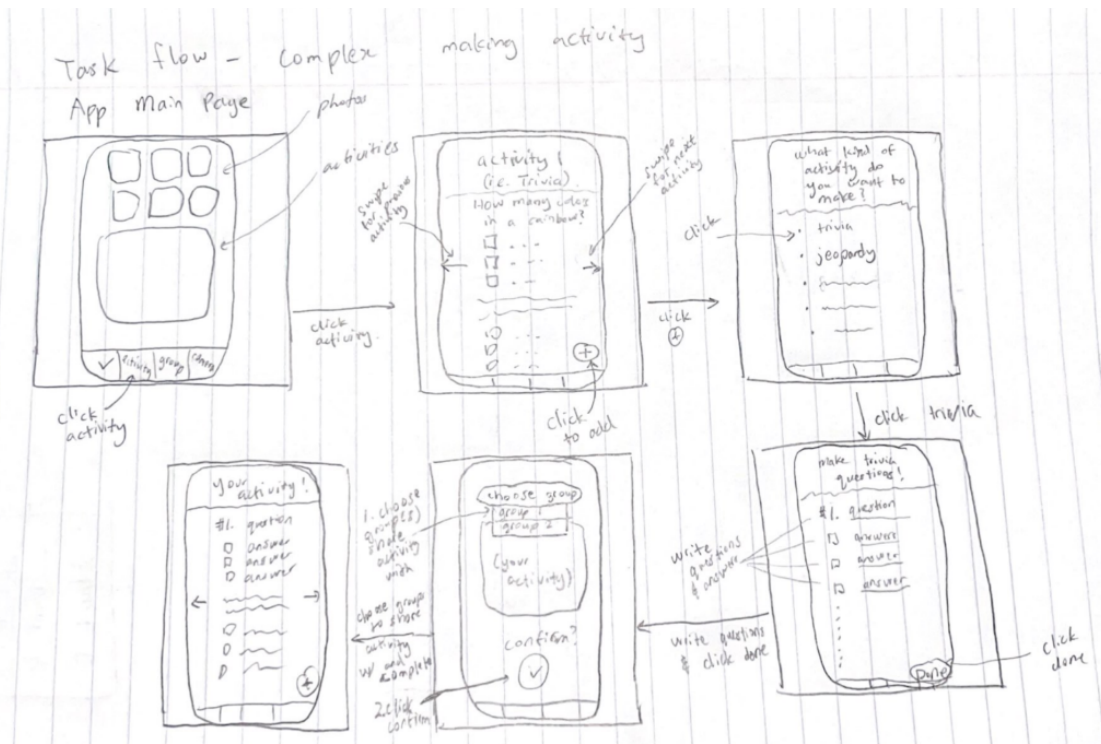 Task flow - complex making activity
App Main Page
photos
activities
activity
group
click
activity
click
activity.
activity 1
(i.e. Trivia)
How many colors
in a rainbow?
swipe
for previous
activity
swipe
for next
activity
+
click
to add
click
+
What kind of
activity do
you want to
make?
• trivia
• jeopardy
click
click trivia
make trivia
questions!
#1. question
answer
answer
answer
Done
write
questions
& answer
click
done
write questions
& click done
choose group
group 1
group 2
(your
activity)
confirm?
1. choose
group(s)
share
activity
with
choose group
to share
activity
w/ and
complete
2 click
confirm
your
activity!
#1. question
answer
answer
answer
+